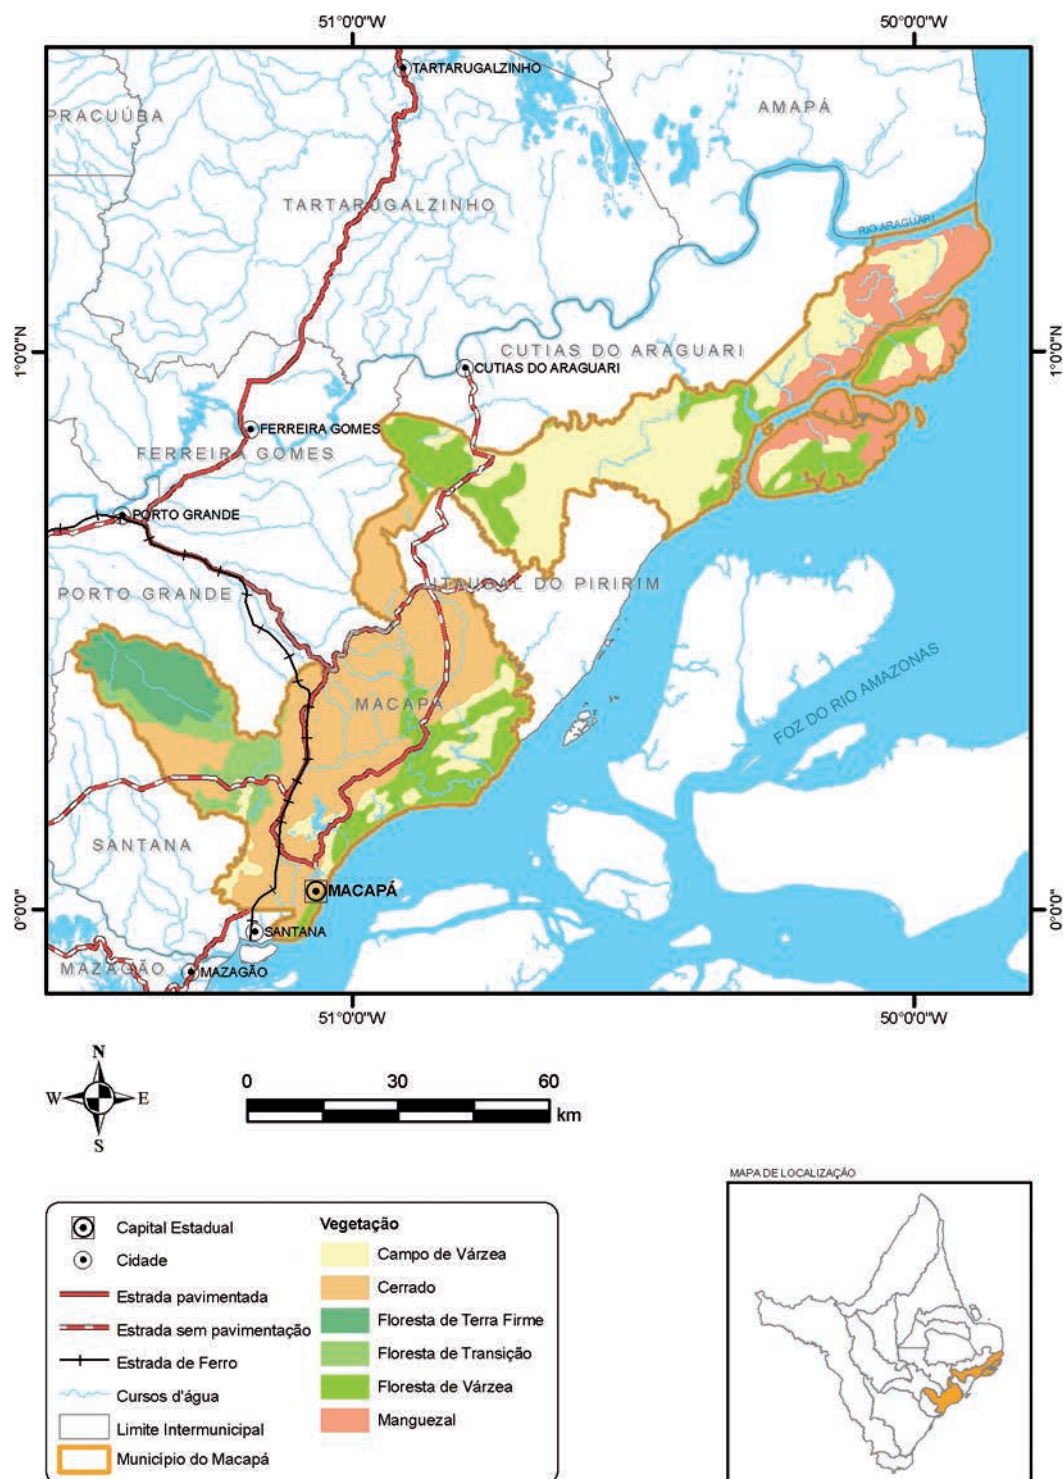 51°0'0"W
50°0'0"W
TARTARUGALZINHO
AMAPÁ
PRACUÚBA
TARTARUGALZINHO
RIO ARAGUARI
1°0'0"N
1°0'0"N
CUTIAS DO ARAGUARI
CUTIAS DO ARAGUARI
FERREIRA GOMES
FERREIRA GOMES
PORTO GRANDE
ITAUGAL DO PIRIRIM
PORTO GRANDE
FOZ DO RIO AMAZONAS
MACAPÁ
SANTANA
MACAPÁ
0°0'0"
0°0'0"
SANTANA
MAZAGÃO
MAZAGÃO
51°0'0"W
50°0'0"W
N
W
E
S
0
30
60
km
MAPA DE LOCALIZAÇÃO
Capital Estadual
Cidade
Estrada pavimentada
Estrada sem pavimentação
Estrada de Ferro
Cursos d'água
Limite Intermunicipal
Município do Macapá
Vegetação
Campo de Várzea
Cerrado
Floresta de Terra Firme
Floresta de Transição
Floresta de Várzea
Manguezal